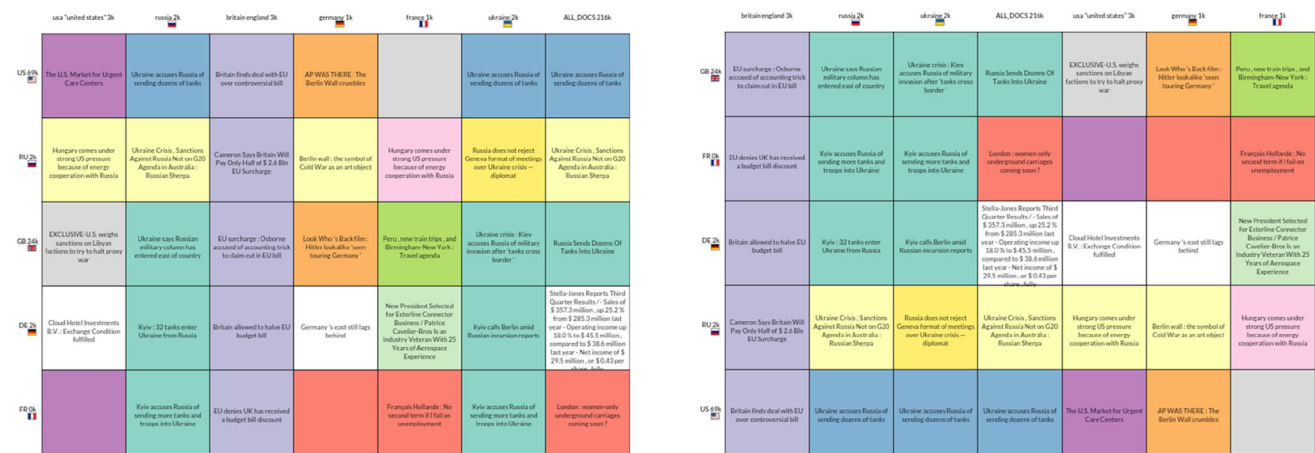 usa "united states" 3k
russia 2k
britain england 3k
germany 1k
france 1k
ukraine 2k
ALL_DOCS 216k
US 69k
The U.S. Market for Urgent
Care Centers
Ukraine accuses Russia of
sending dozens of tanks
Britain finds deal with EU
over controversial bill
AP WAS THERE : The
Berlin Wall crumbles
Ukraine accuses Russia of
sending dozens of tanks
Ukraine accuses Russia of
sending dozens of tanks
RU 2k
Hungary comes under
strong US pressure
because of energy
cooperation with Russia
Ukraine Crisis , Sanctions
Against Russia Not on G20
Agenda in Australia :
Russian Sherpa
Cameron Says Britain Will
Pay Only Half of $ 2.6 Bln
EU Surcharge
Berlin wall : the symbol of
Cold War as an art object
Hungary comes under
strong US pressure
because of energy
cooperation with Russia
Russia does not reject
Geneva format of meetings
over Ukraine crisis --
diplomat
Ukraine Crisis , Sanctions
Against Russia Not on G20
Agenda in Australia :
Russian Sherpa
GB 24k
EXCLUSIVE-U.S. weighs
sanctions on Libyan
factions to try to halt proxy
war
Ukraine says Russian
military column has
entered east of country
EU surcharge : Osborne
accused of accounting trick
to claim cut in EU bill
Look Who 's Back film :
Hitler lookalike 'seen
touring Germany '
Peru , new train trips , and
Birmingham-New York :
Travel agenda
Ukraine crisis : Kiev
accuses Russia of military
invasion after 'tanks cross
border '
Russia Sends Dozens Of
Tanks Into Ukraine
DE 2k
Cloud Hotel Investments
B.V. : Exchange Condition
fulfilled
Kyiv : 32 tanks enter
Ukraine from Russia
Britain allowed to halve EU
budget bill
Germany 's east still lags
behind
New President Selected
for Esterline Connector
Business / Patrice
Cavelier-Bros Is an
Industry Veteran With 25
Years of Aerospace
Experience
Kyiv calls Berlin amid
Russian incursion reports
Stella-Jones Reports Third
Quarter Results / - Sales of
$ 357.3 million , up 25.2 %
from $ 285.3 million last
year - Operating income up
18.0 % to $ 45.5 million ,
compared to $ 38.6 million
last year - Net income of $
29.5 million , or $ 0.43 per
share , fully
FR 0k
Kyiv accuses Russia of
sending more tanks and
troops into Ukraine
EU denies UK has received
a budget bill discount
François Hollande : No
second term if I fail on
unemployment
Kyiv accuses Russia of
sending more tanks and
troops into Ukraine
London : women-only
underground carriages
coming soon ?
britain england 3k
russia 2k
ukraine 2k
ALL_DOCS 216k
usa "united states" 3k
germany 1k
france 1k
GB 24k
EU surcharge : Osborne
accused of accounting trick
to claim cut in EU bill
Ukraine says Russian
military column has
entered east of country
Ukraine crisis : Kiev
accuses Russia of military
invasion after 'tanks cross
border '
Russia Sends Dozens Of
Tanks Into Ukraine
EXCLUSIVE-U.S. weighs
sanctions on Libyan
factions to try to halt proxy
war
Look Who 's Back film :
Hitler lookalike 'seen
touring Germany '
Peru , new train trips , and
Birmingham-New York :
Travel agenda
FR 0k
EU denies UK has received
a budget bill discount
Kyiv accuses Russia of
sending more tanks and
troops into Ukraine
Kyiv accuses Russia of
sending more tanks and
troops into Ukraine
London : women-only
underground carriages
coming soon ?
François Hollande : No
second term if I fail on
unemployment
DE 2k
Britain allowed to halve EU
budget bill
Kyiv : 32 tanks enter
Ukraine from Russia
Kyiv calls Berlin amid
Russian incursion reports
Stella-Jones Reports Third
Quarter Results / - Sales of
$ 357.3 million , up 25.2 %
from $ 285.3 million last
year - Operating income up
18.0 % to $ 45.5 million ,
compared to $ 38.6 million
last year - Net income of $
29.5 million , or $ 0.43 per
share , fully
Cloud Hotel Investments
B.V. : Exchange Condition
fulfilled
Germany 's east still lags
behind
New President Selected
for Esterline Connector
Business / Patrice
Cavelier-Bros Is an
Industry Veteran With 25
Years of Aerospace
Experience
RU 2k
Cameron Says Britain Will
Pay Only Half of $ 2.6 Bln
EU Surcharge
Ukraine Crisis , Sanctions
Against Russia Not on G20
Agenda in Australia :
Russian Sherpa
Russia does not reject
Geneva format of meetings
over Ukraine crisis --
diplomat
Ukraine Crisis , Sanctions
Against Russia Not on G20
Agenda in Australia :
Russian Sherpa
Hungary comes under
strong US pressure
because of energy
cooperation with Russia
Berlin wall : the symbol of
Cold War as an art object
Hungary comes under
strong US pressure
because of energy
cooperation with Russia
US 69k
Britain finds deal with EU
over controversial bill
Ukraine accuses Russia of
sending dozens of tanks
Ukraine accuses Russia of
sending dozens of tanks
Ukraine accuses Russia of
sending dozens of tanks
The U.S. Market for Urgent
Care Centers
AP WAS THERE : The
Berlin Wall crumbles